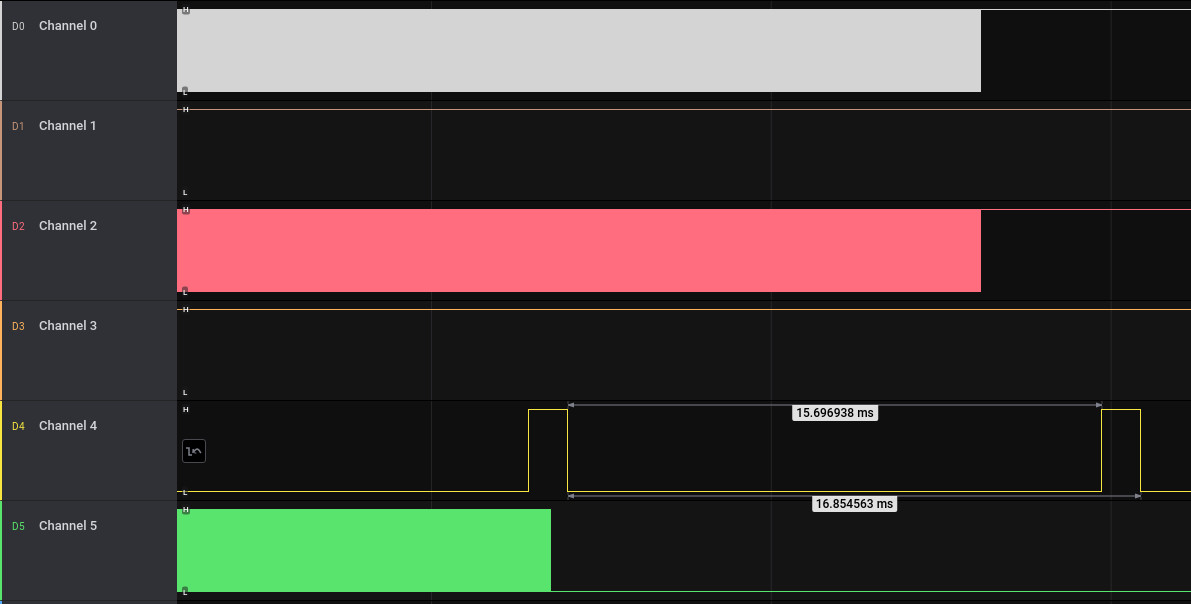 D0 Channel 0
H
L
D1 Channel 1
H
L
D2 Channel 2
H
L
D3 Channel 3
H
L
D4 Channel 4
H
15.696938 ms
L
16.854563 ms
D5 Channel 5
H
L